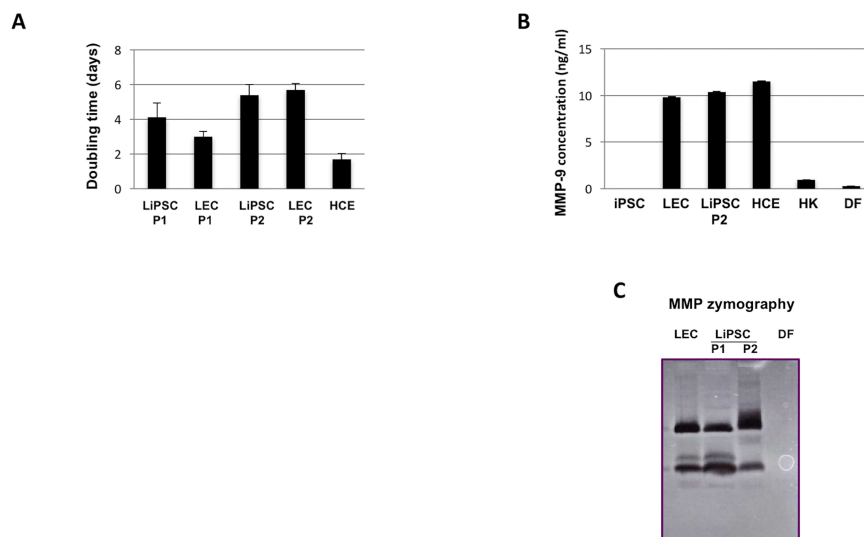 A
Doubling time (days)
8
6
4
2
0
LiPSC LEC LiPSC LEC HCE
P1 P1 P2 P2
B
MMP-9 concentration (ng/ml)
15
10
5
0
iPSC LEC LiPSC HCE HK DF
P2
C
MMP zymography
LEC LiPSC DF
P1 P2